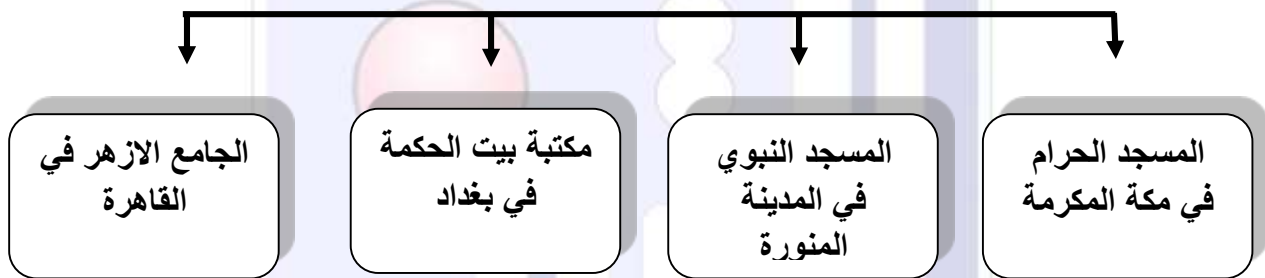 المسجد الحرام
في مكة المكرمة
المسجد النبوي
في المدينة
المنورة
مكتبة بيت الحكمة
في بغداد
الجامع الازهر في
القاهرة